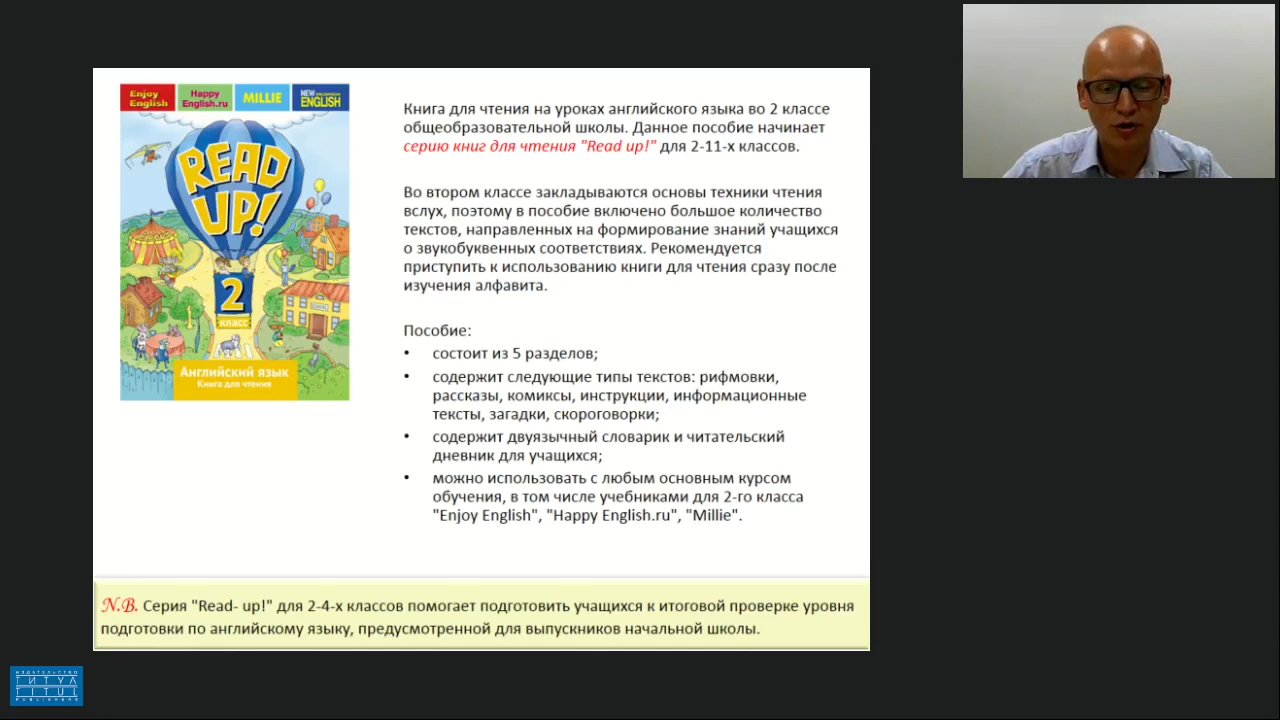 Enjoy English
Happy English.ru
MILLIE
NEW MILLENNIUM ENGLISH
READ
UP!
2
класс
Английский язык
Книга для чтения
Книга для чтения на уроках английского языка во 2 классе
общеобразовательной школы. Данное пособие начинает
серию книг для чтения "Read up!" для 2-11-х классов.
Во втором классе закладываются основы техники чтения
вслух, поэтому в пособие включено большое количество
текстов, направленных на формирование знаний учащихся
о звукобуквенных соответствиях. Рекомендуется
приступить к использованию книги для чтения сразу после
изучения алфавита.
Пособие:
• состоит из 5 разделов;
• содержит следующие типы текстов: рифмовки,
рассказы, комиксы, инструкции, информационные
тексты, загадки, скороговорки;
• содержит двуязычный словарик и читательский
дневник для учащихся;
• можно использовать с любым основным курсом
обучения, в том числе учебниками для 2-го класса
"Enjoy English", "Happy English.ru", "Millie".
N.B. Серия "Read- up!" для 2-4-х классов помогает подготовить учащихся к итоговой проверке уровня
подготовки по английскому языку, предусмотренной для выпускников начальной школы.
ИЗДАТЕЛЬСТВО
ТИТУЛ
TITUL
PUBLISHERS